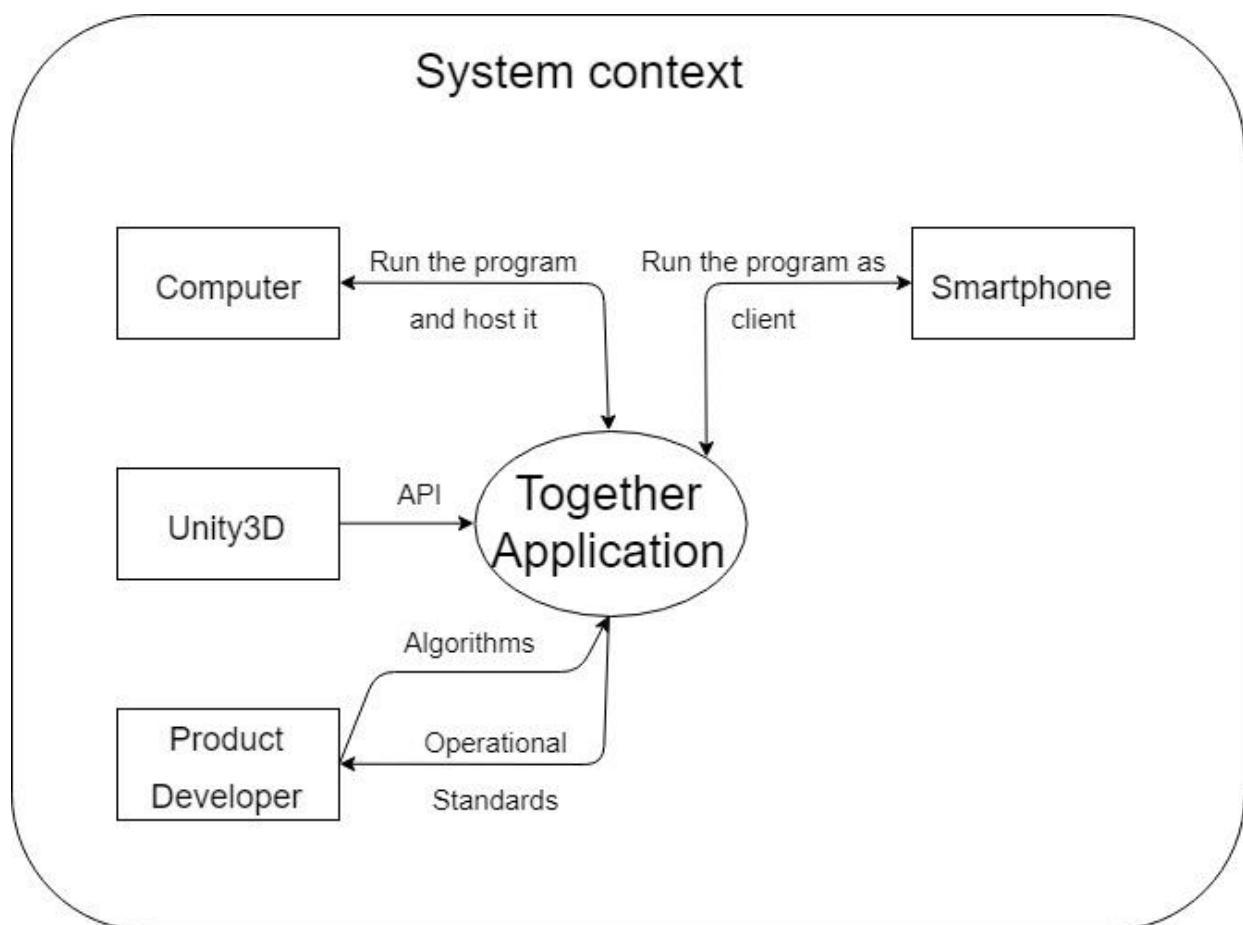 System context
Computer
Run the program
and host it
Run the program as
client
Smartphone
Unity3D
API
Together
Application
Algorithms
Product
Developer
Operational
Standards